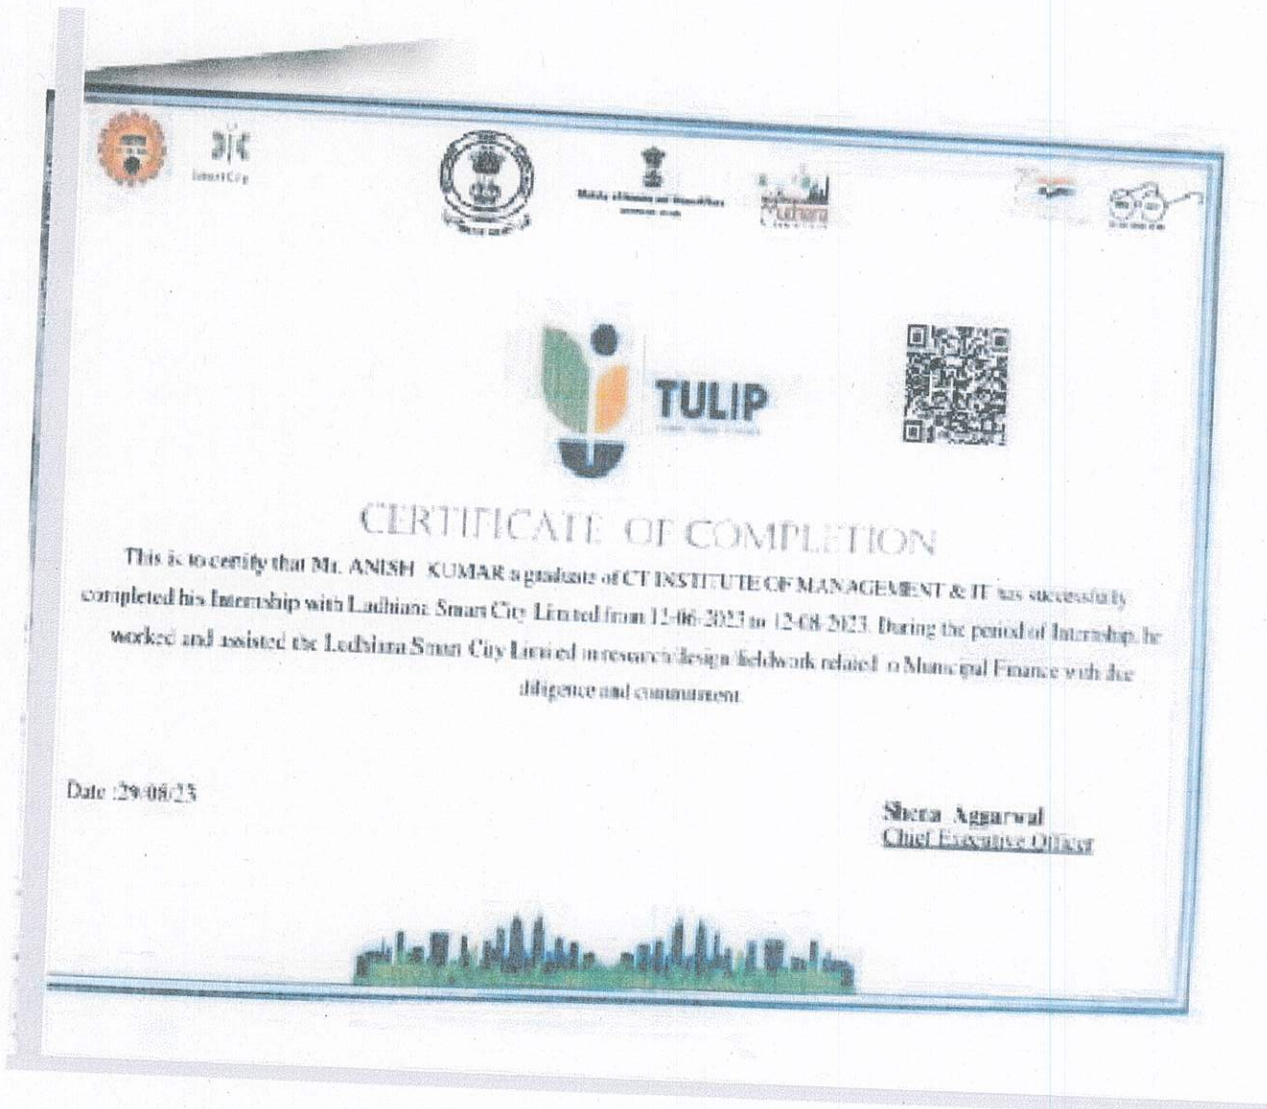 TULIP
CERTIFICATE OF COMPLETION
This is to certify that Mr. ANISH KUMAR a graduate of CT INSTITUTE OF MANAGEMENT & IT has successfully
completed his Internship with Ludhiana Smart City Limited from 12-06-2023 to 12-08-2023. During the period of Internship, he
worked and assisted the Ludhiana Smart City Limited in research/design/fieldwork related to Municipal Finance with due
diligence and commitment.
Date :29/08/23
Shena Aggarwal
Chief Executive Officer